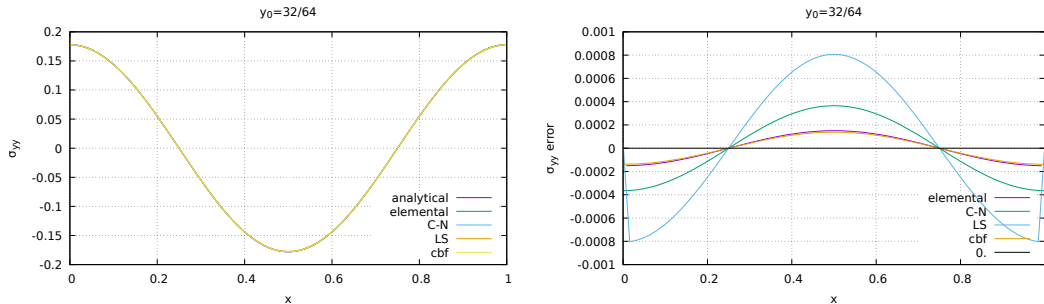 y0=32/64
σyy
0.2
0.15
0.1
0.05
0
-0.05
-0.1
-0.15
-0.2
analytical
elemental
C-N
LS
cbf
0 0.2 0.4 0.6 0.8 1
x
y0=32/64
σyy error
0.001
0.0008
0.0006
0.0004
0.0002
0
-0.0002
-0.0004
-0.0006
-0.0008
-0.001
elemental
C-N
LS
cbf
0.
0 0.2 0.4 0.6 0.8
x